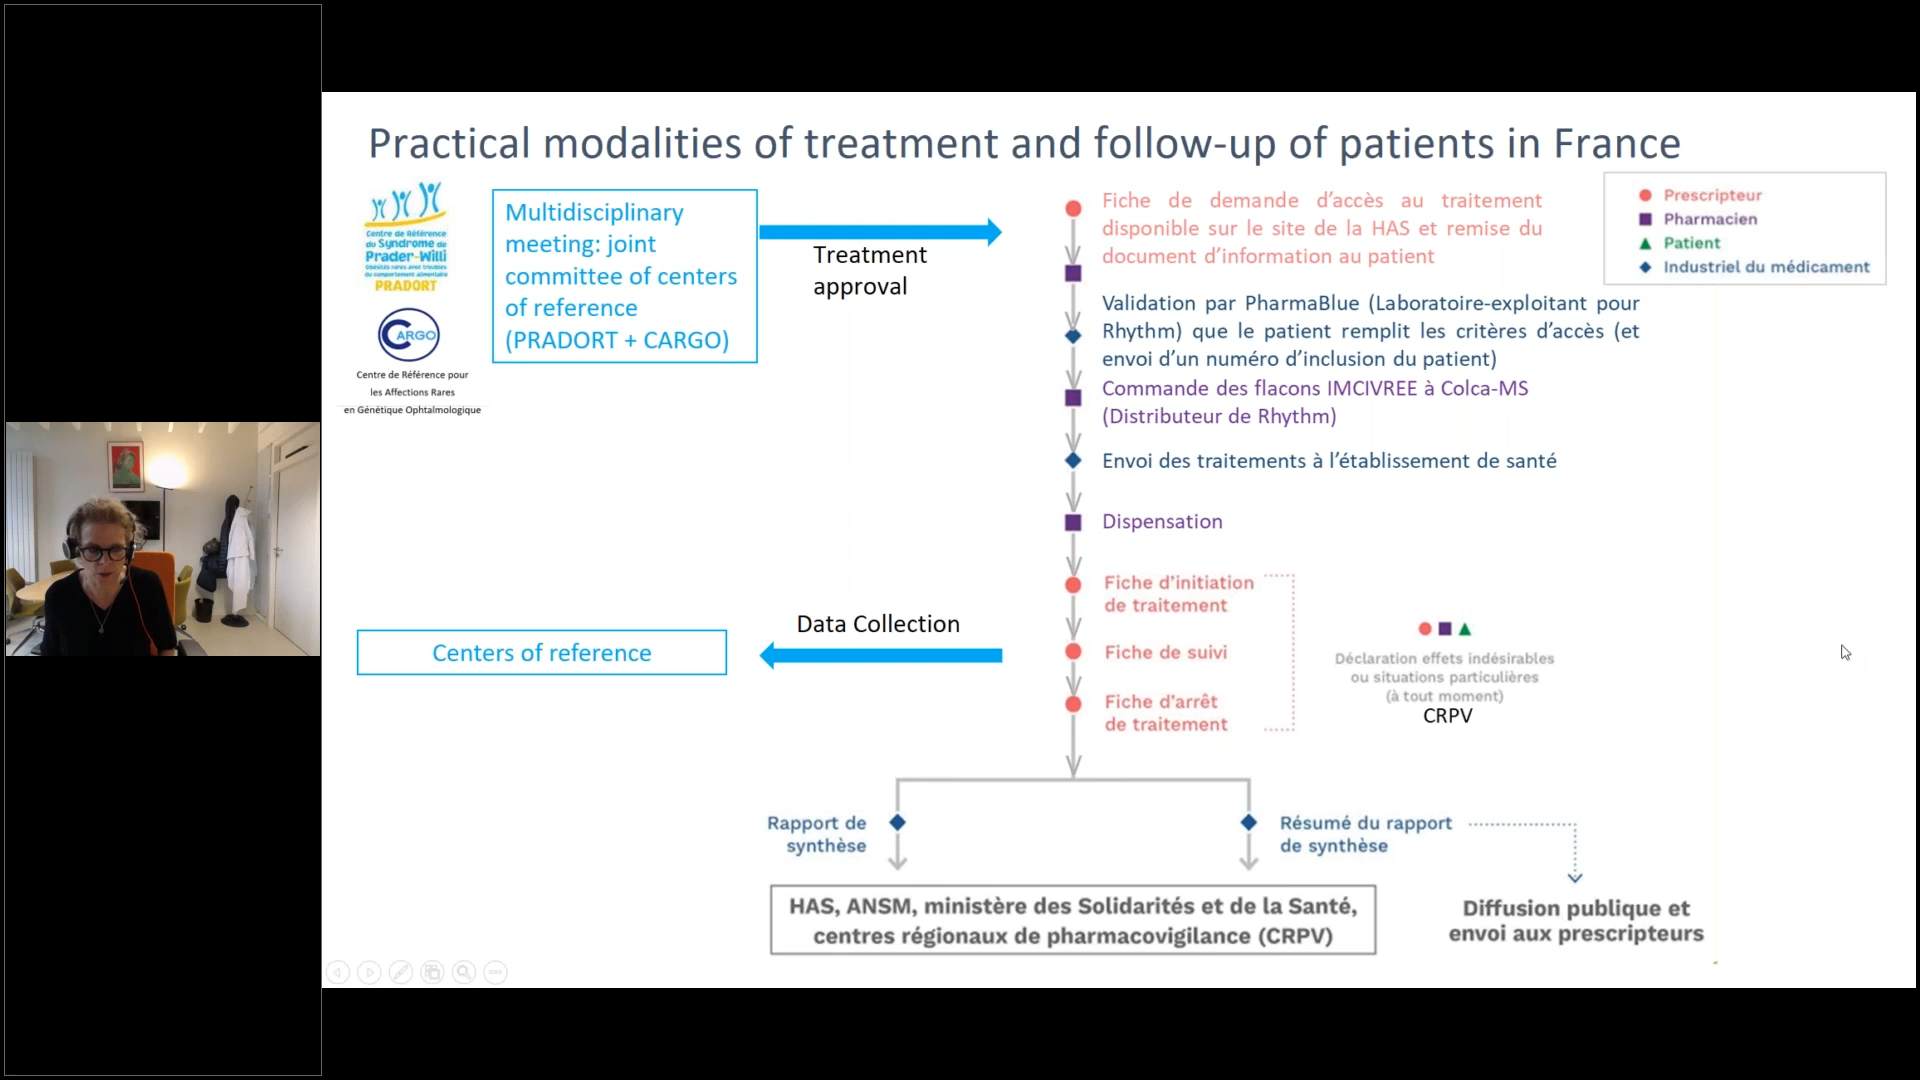 Practical modalities of treatment and follow-up of patients in France
Centre de Référence
du Syndrome de
Prader-Willi
Obésités rares avec troubles
du comportement alimentaire
PRADORT
CARGO
Centre de Référence pour
les Affections Rares
en Génétique Ophtalmologique
Multidisciplinary
meeting: joint
committee of centers
of reference
(PRADORT + CARGO)
Treatment
approval
Fiche de demande d’accès au traitement
disponible sur le site de la HAS et remise du
document d’information au patient
Prescripteur
Pharmacien
Patient
Industriel du médicament
Validation par PharmaBlue (Laboratoire-exploitant pour
Rhythm) que le patient remplit les critères d’accès (et
envoi d’un numéro d’inclusion du patient)
Commande des flacons IMCIVREE à Colca-MS
(Distributeur de Rhythm)
Envoi des traitements à l’établissement de santé
Dispensation
Fiche d’initiation
de traitement
Fiche de suivi
Fiche d’arrêt
de traitement
Data Collection
Centers of reference
Déclaration effets indésirables
ou situations particulières
(à tout moment)
CRPV
Rapport de
synthèse
Résumé du rapport
de synthèse
HAS, ANSM, ministère des Solidarités et de la Santé,
centres régionaux de pharmacovigilance (CRPV)
Diffusion publique et
envoi aux prescripteurs